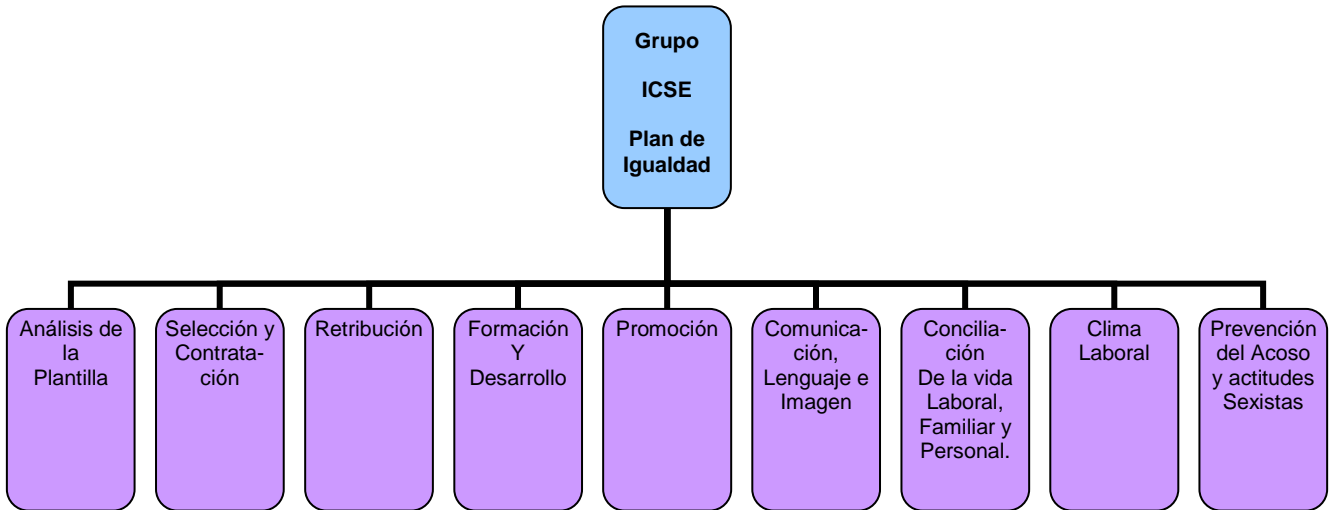 Grupo
ICSE
Plan de
Igualdad
Análisis de
la
Plantilla
Selección y
Contrata-
ción
Retribución
Formación
Y
Desarrollo
Promoción
Comunica-
ción,
Lenguaje e
Imagen
Concilia-
ción
De la vida
Laboral,
Familiar y
Personal.
Clima
Laboral
Prevención
del Acoso
y actitudes
Sexistas